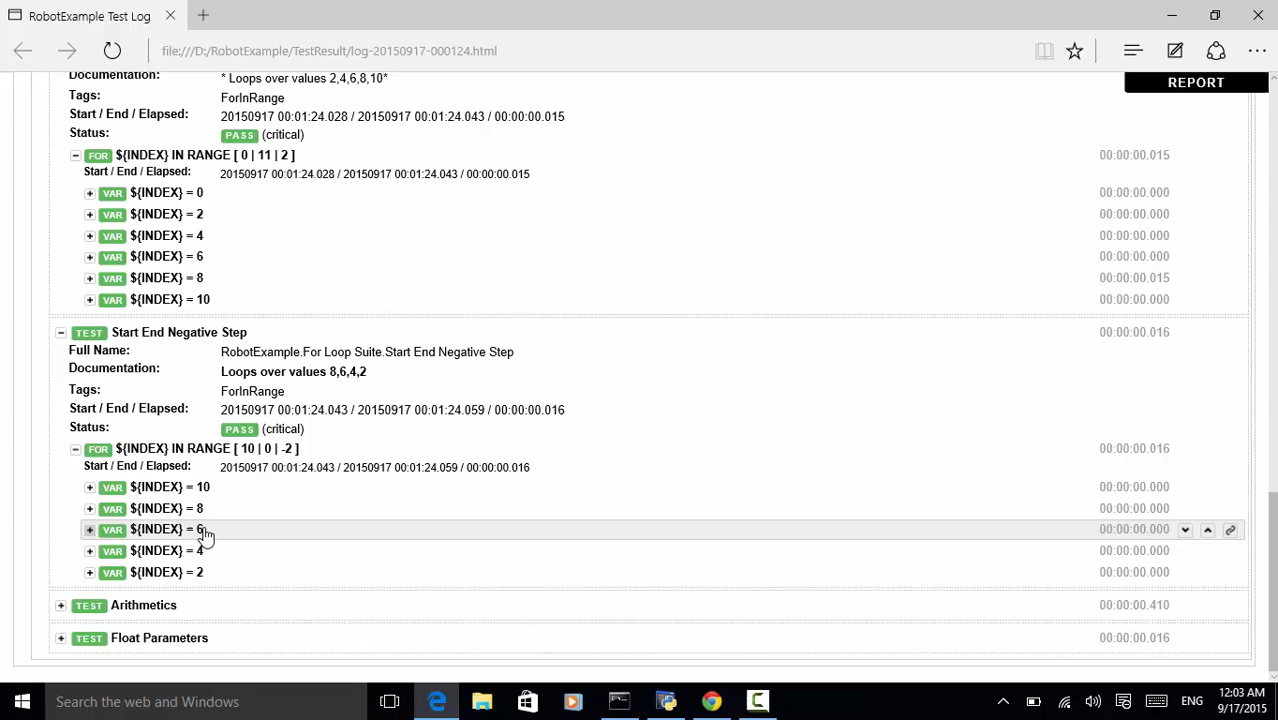 RobotExample Test Log
file:///D:/RobotExample/TestResult/log-20150917-000124.html
REPORT
Documentation: * Loops over values 2,4,6,8,10*
Tags: ForInRange
Start / End / Elapsed: 20150917 00:01:24.028 / 20150917 00:01:24.043 / 00:00:00.015
Status: PASS (critical)
FOR ${INDEX} IN RANGE [ 0 | 11 | 2 ] 00:00:00.015
Start / End / Elapsed: 20150917 00:01:24.028 / 20150917 00:01:24.043 / 00:00:00.015
VAR ${INDEX} = 0 00:00:00.000
VAR ${INDEX} = 2 00:00:00.000
VAR ${INDEX} = 4 00:00:00.000
VAR ${INDEX} = 6 00:00:00.000
VAR ${INDEX} = 8 00:00:00.015
VAR ${INDEX} = 10 00:00:00.000
TEST Start End Negative Step 00:00:00.016
Full Name: RobotExample.For Loop Suite.Start End Negative Step
Documentation: Loops over values 8,6,4,2
Tags: ForInRange
Start / End / Elapsed: 20150917 00:01:24.043 / 20150917 00:01:24.059 / 00:00:00.016
Status: PASS (critical)
FOR ${INDEX} IN RANGE [ 10 | 0 | -2 ] 00:00:00.016
Start / End / Elapsed: 20150917 00:01:24.043 / 20150917 00:01:24.059 / 00:00:00.016
VAR ${INDEX} = 10 00:00:00.000
VAR ${INDEX} = 8 00:00:00.000
VAR ${INDEX} = 6 00:00:00.000
VAR ${INDEX} = 4 00:00:00.000
VAR ${INDEX} = 2 00:00:00.000
TEST Arithmetics 00:00:00.410
TEST Float Parameters 00:00:00.016
Search the web and Windows
ENG
12:03 AM
9/17/2015